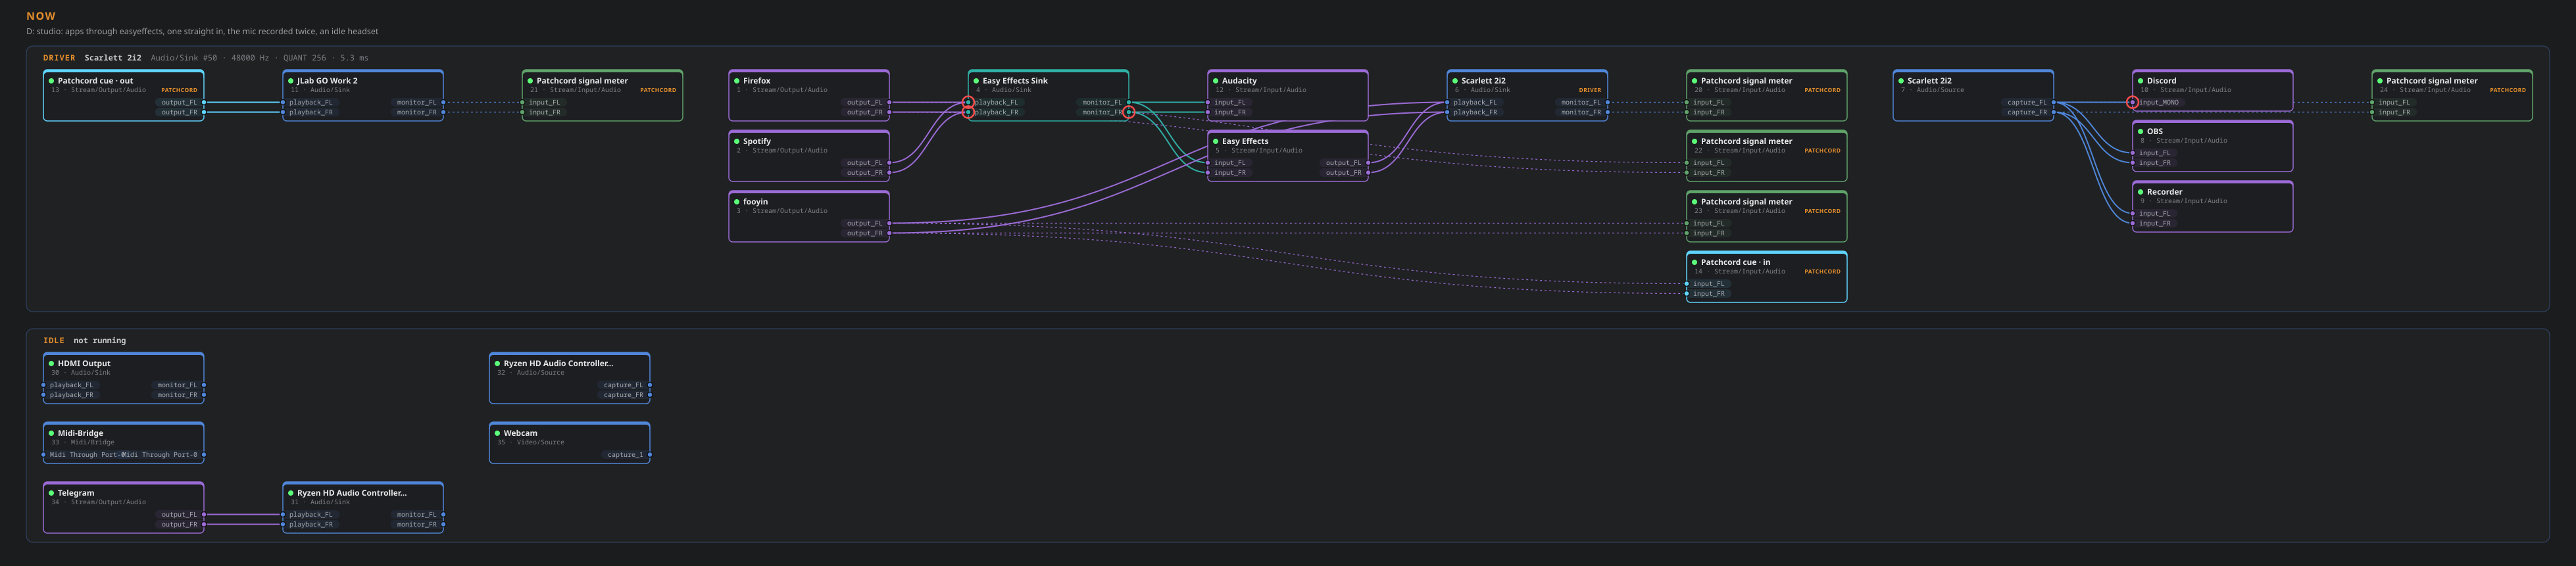 NOW
D: studio: apps through easyeffects, one straight in, the mic recorded twice, an idle headset
DRIVER Scarlett 2i2 Audio/Sink #50 · 48000 Hz · QUANT 256 · 5.3 ms
Patchcord cue · out
13 · Stream/Output/Audio PATCHCORD
output_FL
output_FR
JLab GO Work 2
11 · Audio/Sink
playback_FL monitor_FL
playback_FR monitor_FR
Patchcord signal meter
21 · Stream/Input/Audio PATCHCORD
input_FL
input_FR
Firefox
1 · Stream/Output/Audio
output_FL
output_FR
Spotify
2 · Stream/Output/Audio
output_FL
output_FR
fooyin
3 · Stream/Output/Audio
output_FL
output_FR
Easy Effects Sink
4 · Audio/Sink
playback_FL monitor_FL
playback_FR monitor_FR
Audacity
12 · Stream/Input/Audio
input_FL
input_FR
Easy Effects
5 · Stream/Input/Audio
input_FL output_FL
input_FR output_FR
Scarlett 2i2
6 · Audio/Sink DRIVER
playback_FL monitor_FL
playback_FR monitor_FR
Patchcord signal meter
20 · Stream/Input/Audio PATCHCORD
input_FL
input_FR
Patchcord signal meter
22 · Stream/Input/Audio PATCHCORD
input_FL
input_FR
Patchcord signal meter
23 · Stream/Input/Audio PATCHCORD
input_FL
input_FR
Patchcord cue · in
14 · Stream/Input/Audio PATCHCORD
input_FL
input_FR
Scarlett 2i2
7 · Audio/Source
capture_FL
capture_FR
Discord
10 · Stream/Input/Audio
input_MONO
OBS
8 · Stream/Input/Audio
input_FL
input_FR
Recorder
9 · Stream/Input/Audio
input_FL
input_FR
Patchcord signal meter
24 · Stream/Input/Audio PATCHCORD
input_FL
input_FR
IDLE not running
HDMI Output
30 · Audio/Sink
playback_FL monitor_FL
playback_FR monitor_FR
Ryzen HD Audio Controller…
32 · Audio/Source
capture_FL
capture_FR
Midi-Bridge
33 · Midi/Bridge
Midi Through Port-0 Midi Through Port-0
Webcam
35 · Video/Source
capture_1
Telegram
34 · Stream/Output/Audio
output_FL
output_FR
Ryzen HD Audio Controller…
31 · Audio/Sink
playback_FL monitor_FL
playback_FR monitor_FR